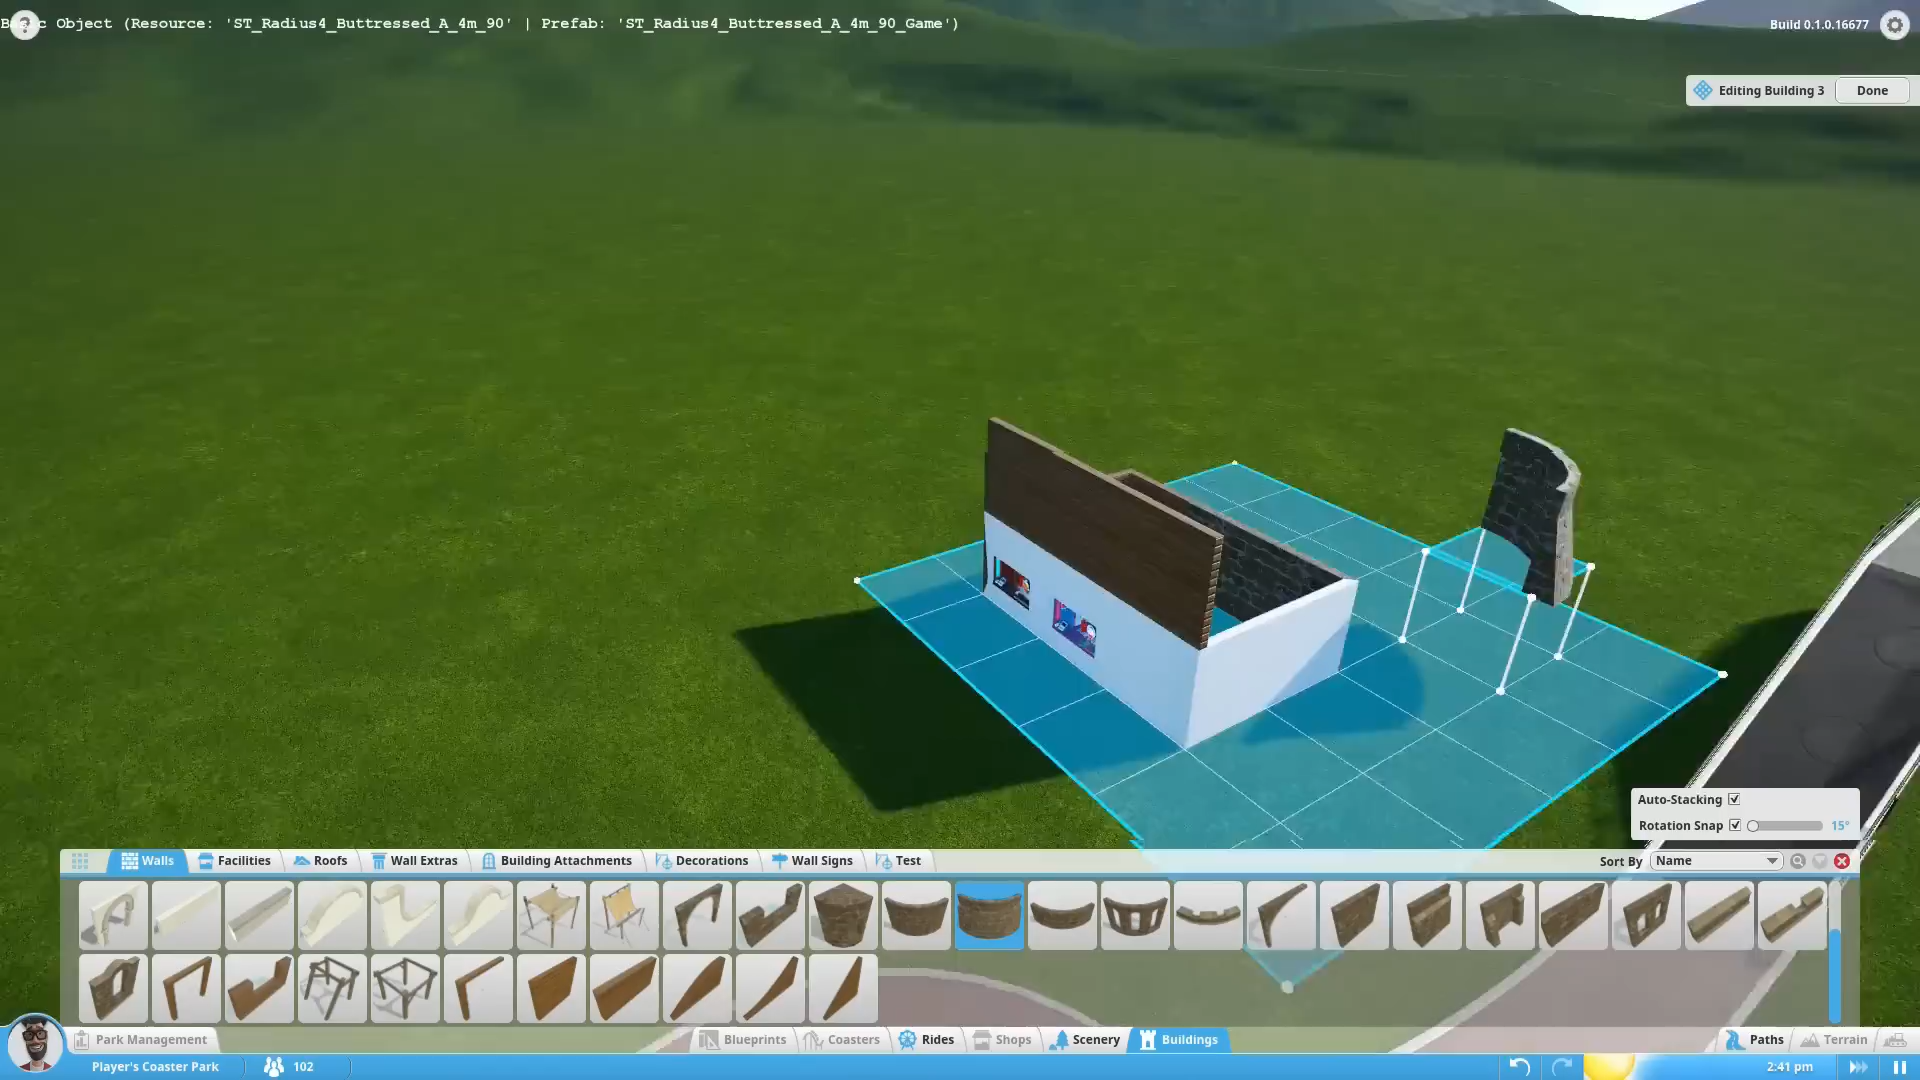 Basic Object (Resource: 'ST_Radius4_Buttressed_A_4m_90' | Prefab: 'ST_Radius4_Buttressed_A_4m_90_Game')
?
Build 0.1.0.16677
Editing Building 3
Done
Auto-Stacking
Rotation Snap
15°
Walls
Facilities
Roofs
Wall Extras
Building Attachments
Decorations
Wall Signs
Test
Sort By
Name
Park Management
Blueprints
Coasters
Rides
Shops
Scenery
Buildings
Paths
Terrain
Player's Coaster Park
102
2:41 pm